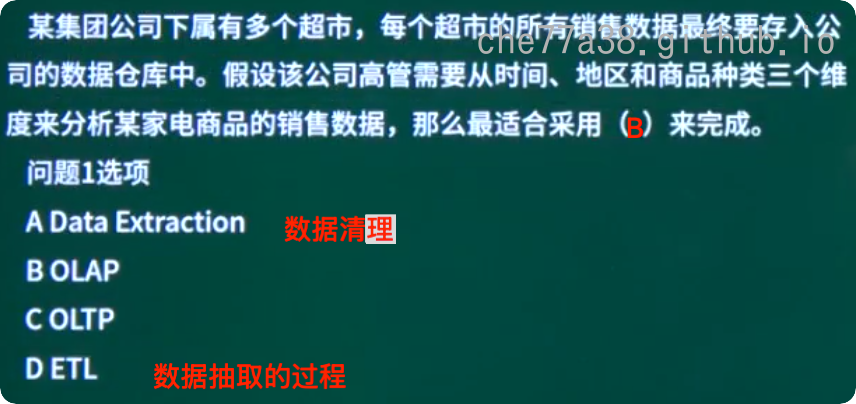 某集团公司下属有多个超市，每个超市的所有销售数据最终要存入公
che77a38.github.io
司的数据仓库中。假设该公司高管需要从时间、地区和商品种类三个维
度来分析某家电商品的销售数据，那么最适合采用（B）来完成。
问题1选项
A Data Extraction 数据清理
B OLAP
C OLTP
D ETL 数据抽取的过程